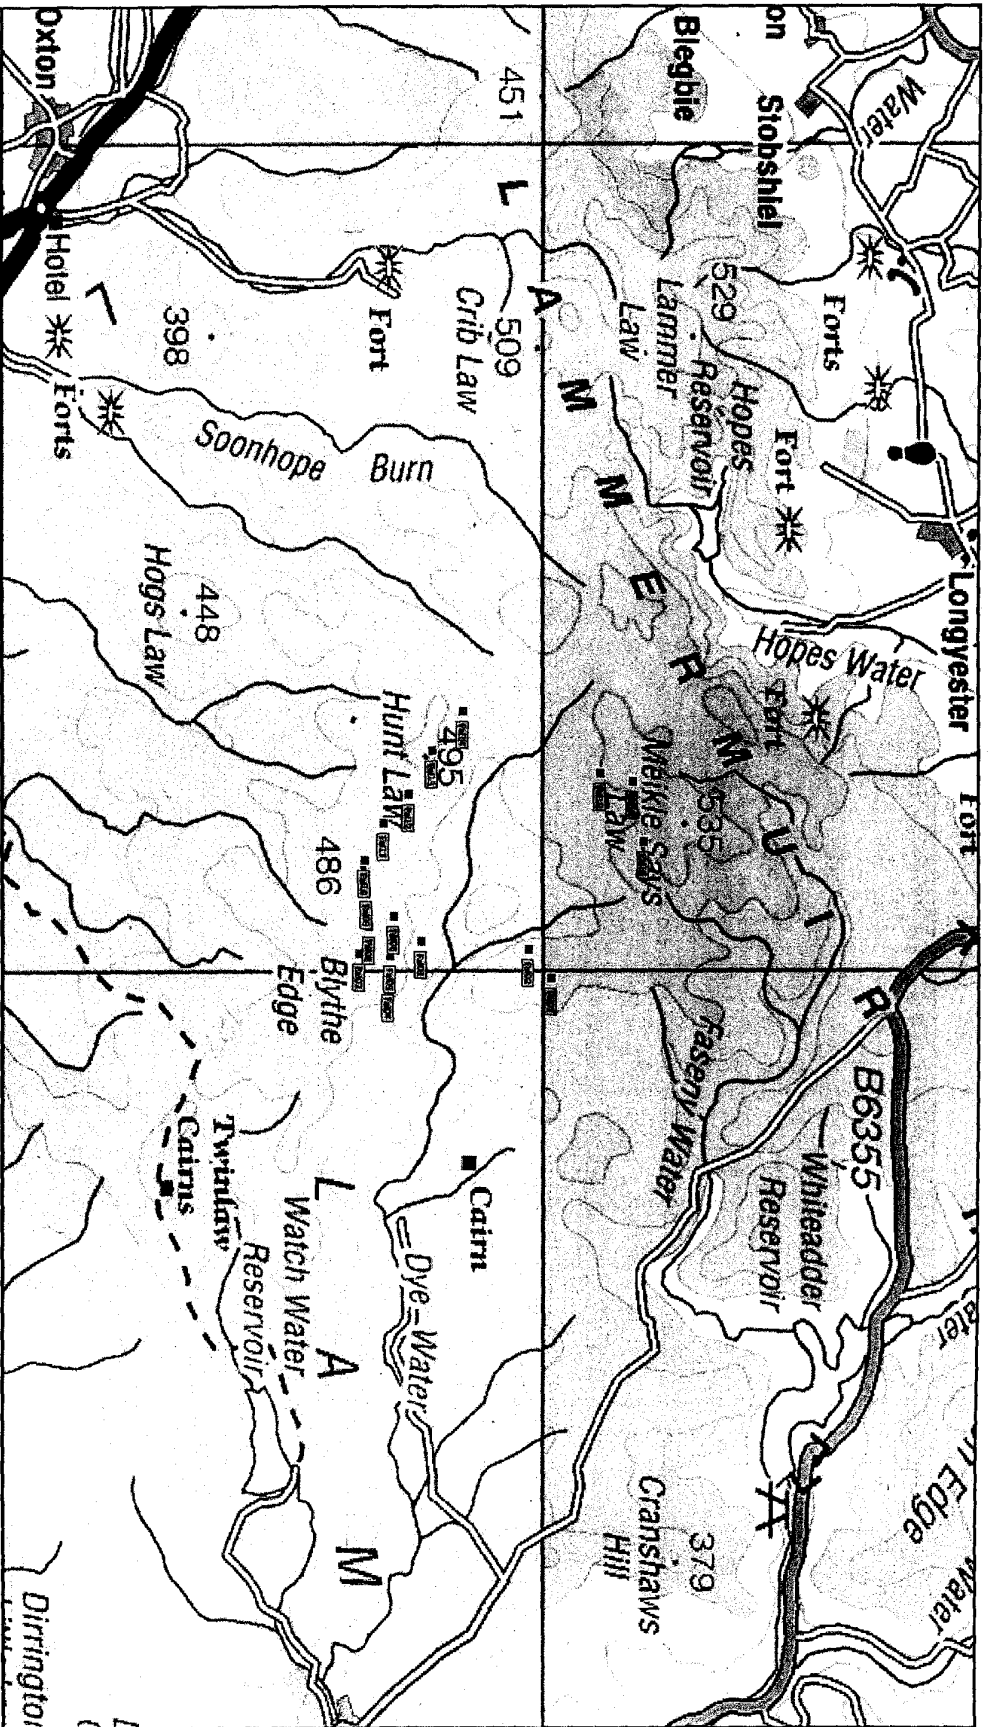 on
Water
Blegbie
Stobshiel
451
Oxton
L
Hotel
Forts
398
Fort
Crib Law
509
A
Law
Lammer
529
Hopes
Reservoir
Forts
Fort
Longyester
Hopes Water
Fort
Fort
M
M
E
R
M
U
I
R
Soonhope Burn
Hogs Law
448
Hunt Law
495
486
Blythe
Edge
Meikle Says
Law
535
Faseny Water
B6355
Whiteadder
Reservoir
Cairn
Twinlaw
Cairns
Watch Water
Reservoir
Dye Water
L
A
M
379
Cranshaws
Hill
Edge
Water
Dirrington